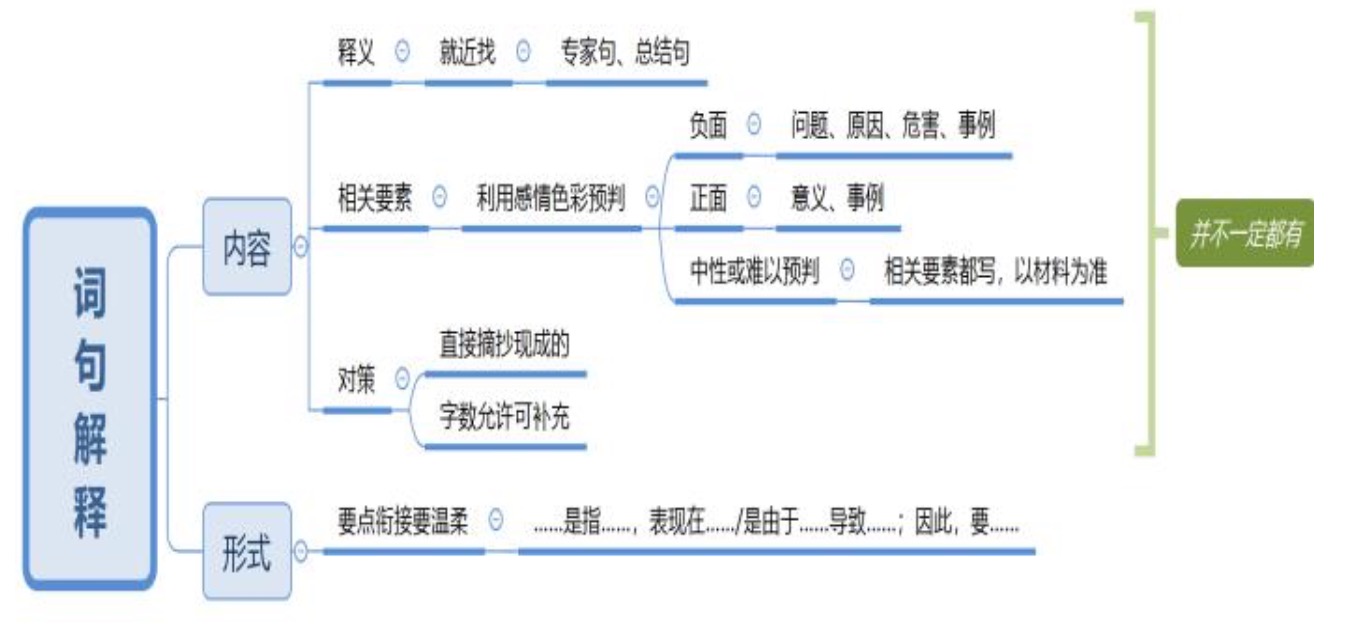 词句解释
内容
释义
就近找
专家句、总结句
相关要素
利用感情色彩预判
负面
问题、原因、危害、事例
正面
意义、事例
中性或难以预判
相关要素都写，以材料为准
对策
直接摘抄现成的
字数允许可补充
并不一定都有
形式
要点衔接要温柔
......是指......，表现在....../是由于......导致......；因此，要......